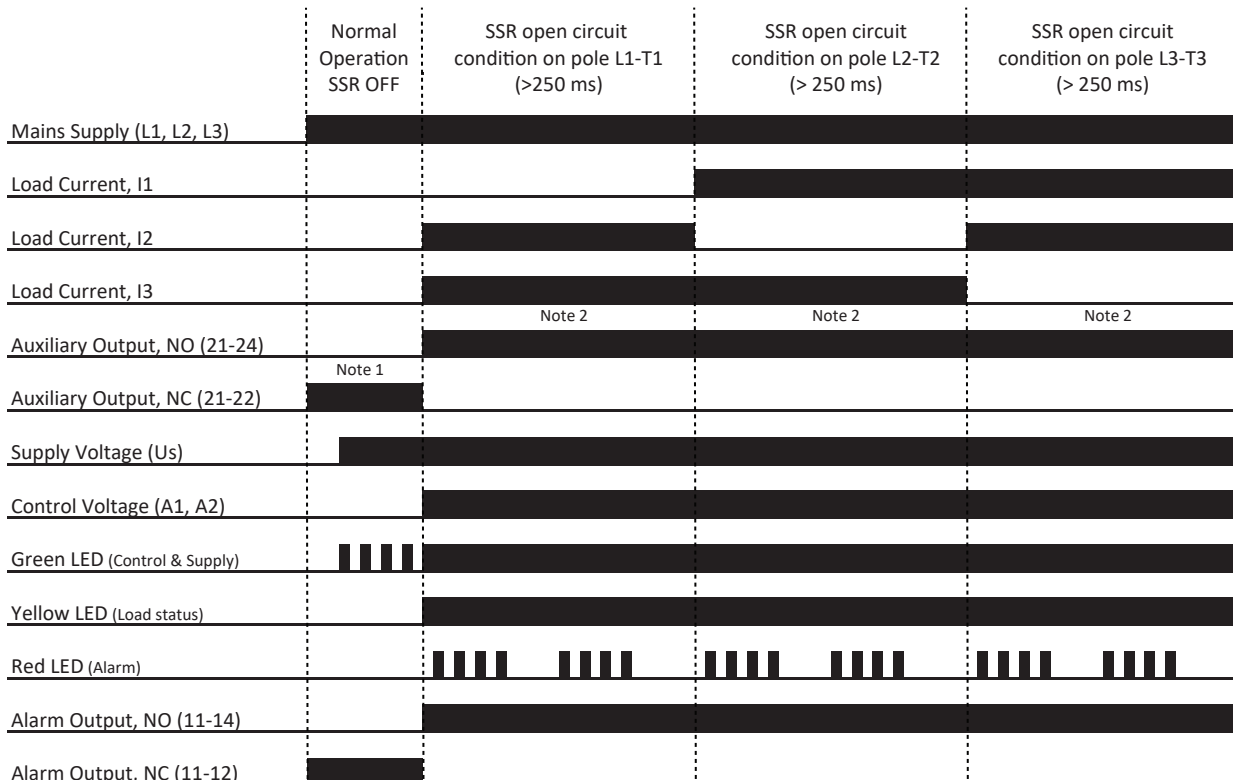 Normal
Operation
SSR OFF
SSR open circuit
condition on pole L1-T1
(>250 ms)
SSR open circuit
condition on pole L2-T2
(> 250 ms)
SSR open circuit
condition on pole L3-T3
(> 250 ms)
Mains Supply (L1, L2, L3)
Load Current, I1
Load Current, I2
Load Current, I3
Note 2
Note 2
Note 2
Auxiliary Output, NO (21-24)
Note 1
Auxiliary Output, NC (21-22)
Supply Voltage (Us)
Control Voltage (A1, A2)
Green LED (Control & Supply)
Yellow LED (Load status)
Red LED (Alarm)
Alarm Output, NO (11-14)
Alarm Output, NC (11-12)